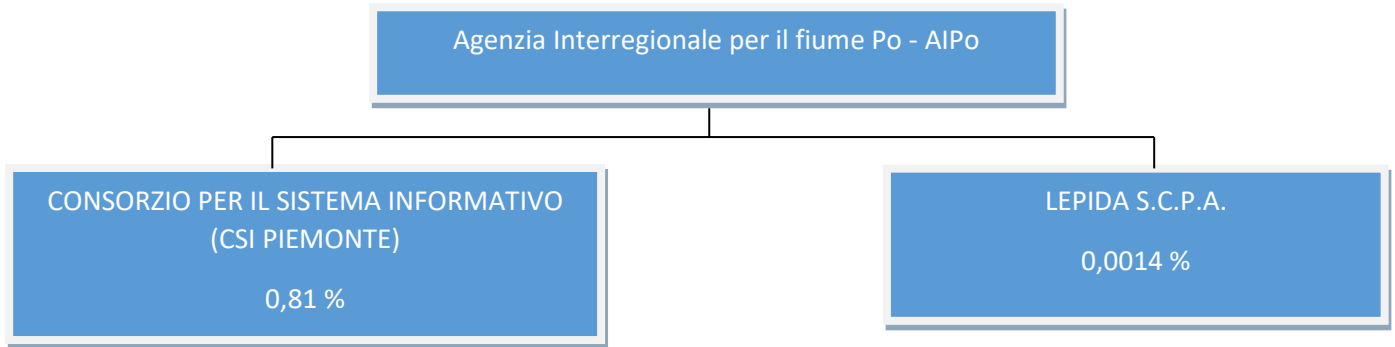 Agenzia Interregionale per il fiume Po - AIPo
CONSORZIO PER IL SISTEMA INFORMATIVO
(CSI PIEMONTE)
0,81 %
LEPIDA S.C.P.A.
0,0014 %